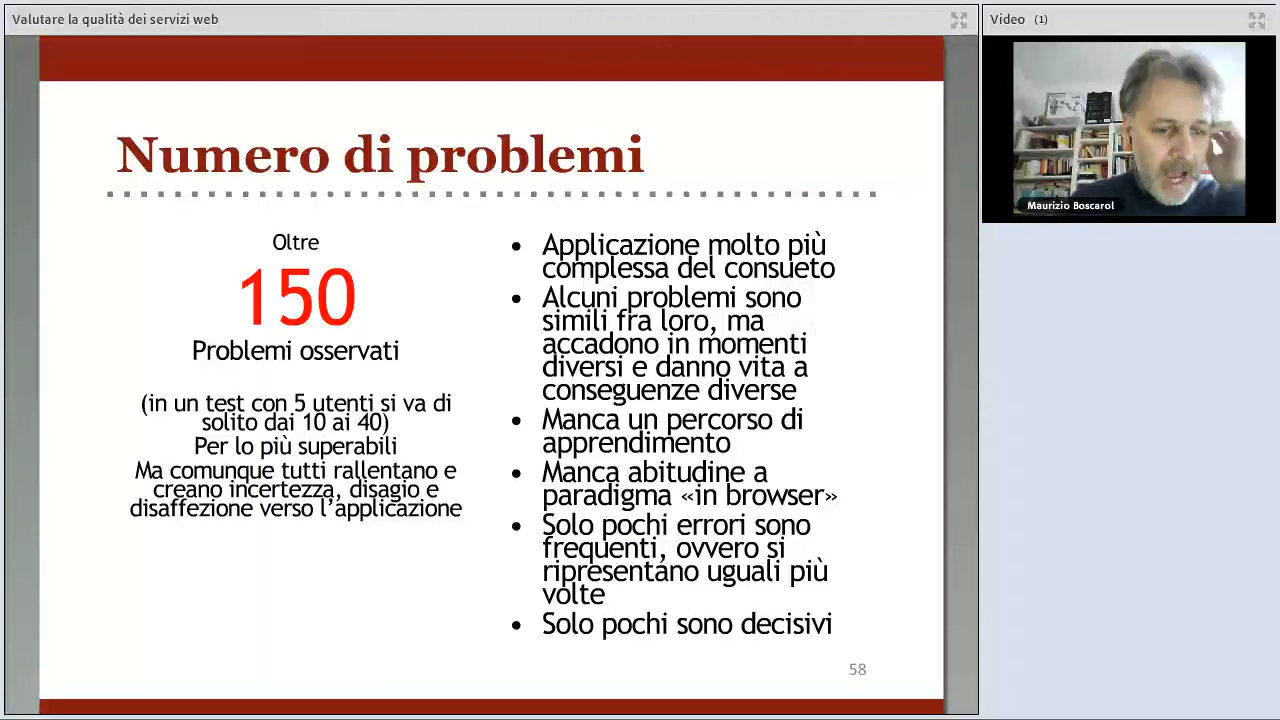 Valutare la qualità dei servizi web
Video (1)
Maurizio Boscarol
Numero di problemi
Oltre
150
Problemi osservati
(in un test con 5 utenti si va di
solito dai 10 ai 40)
Per lo più superabili
Ma comunque tutti rallentano e
creano incertezza, disagio e
disaffezione verso l'applicazione
• Applicazione molto più
complessa del consueto
• Alcuni problemi sono
simili fra loro, ma
accadono in momenti
diversi e danno vita a
conseguenze diverse
• Manca un percorso di
apprendimento
• Manca abitudine a
paradigma «in browser»
• Solo pochi errori sono
frequenti, ovvero si
ripresentano uguali più
volte
• Solo pochi sono decisivi
58